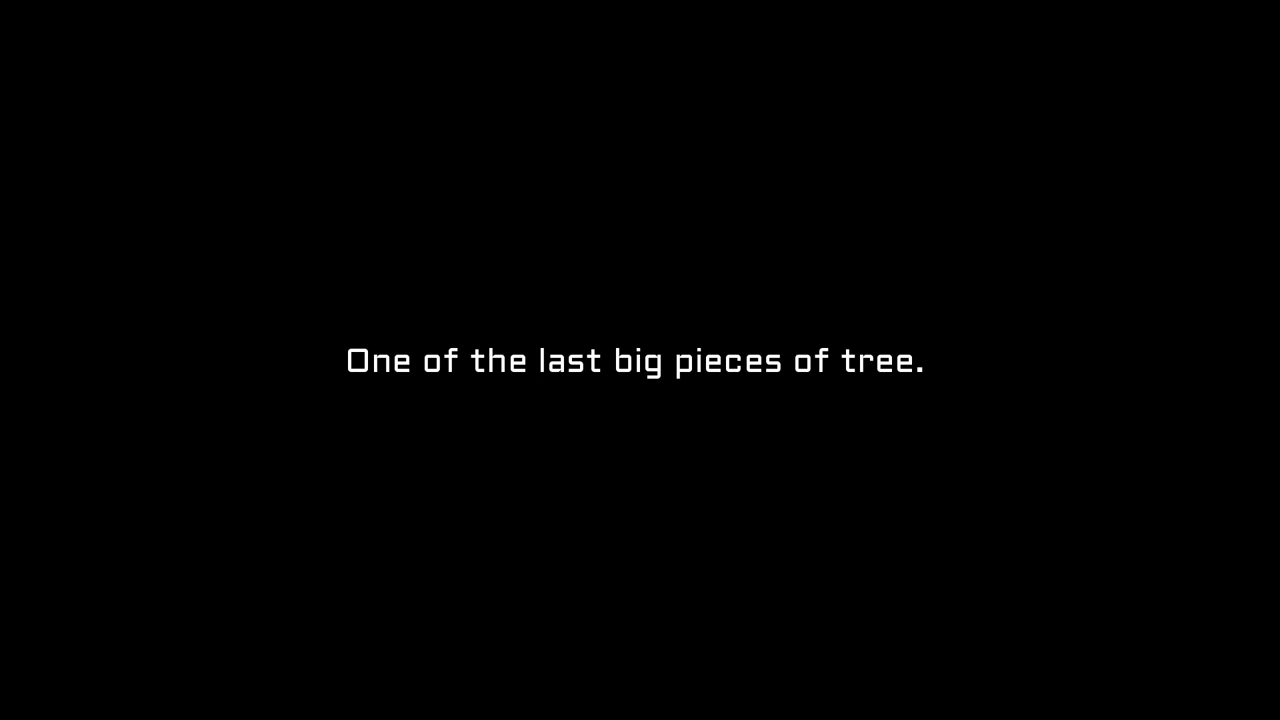 One of the last big pieces of tree.